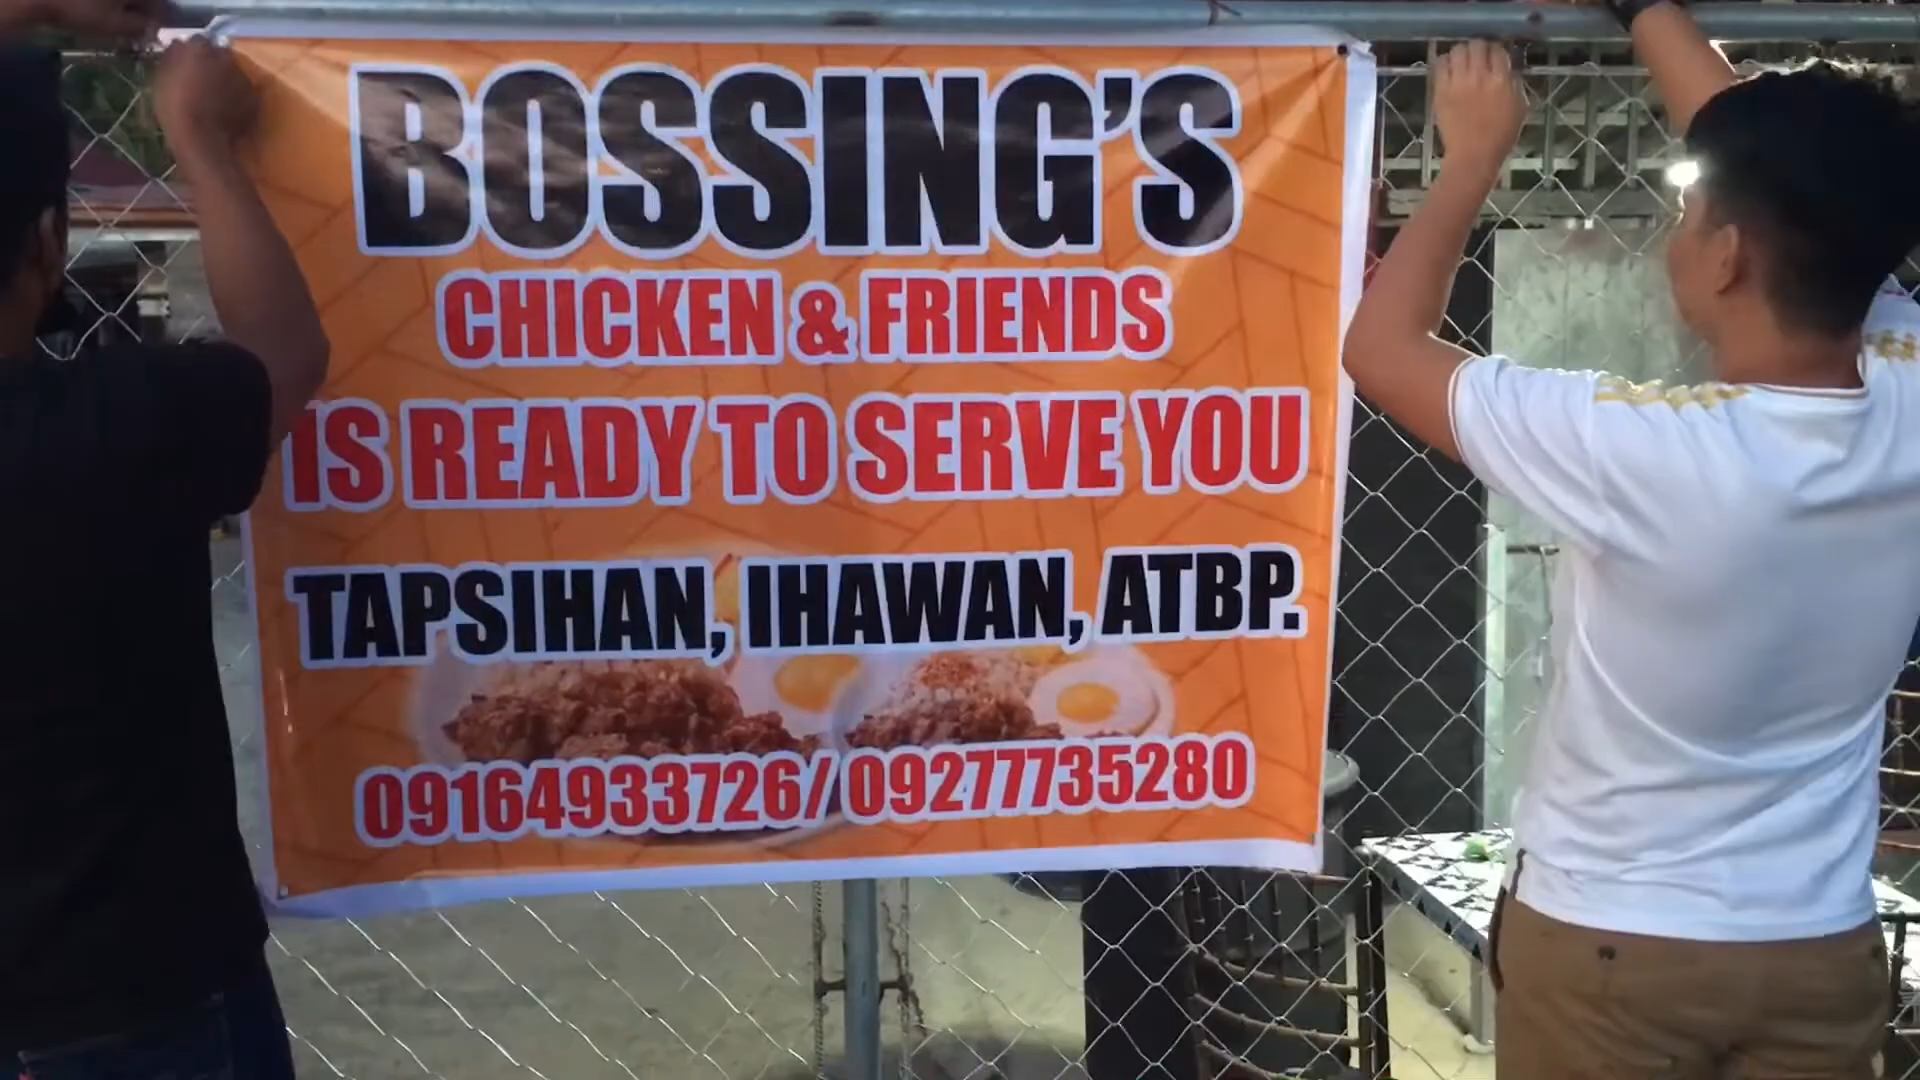 BOSSING'S
CHICKEN & FRIENDS
IS READY TO SERVE YOU
TAPSIHAN, IHAWAN, ATBP.
09164933726/ 09277735280